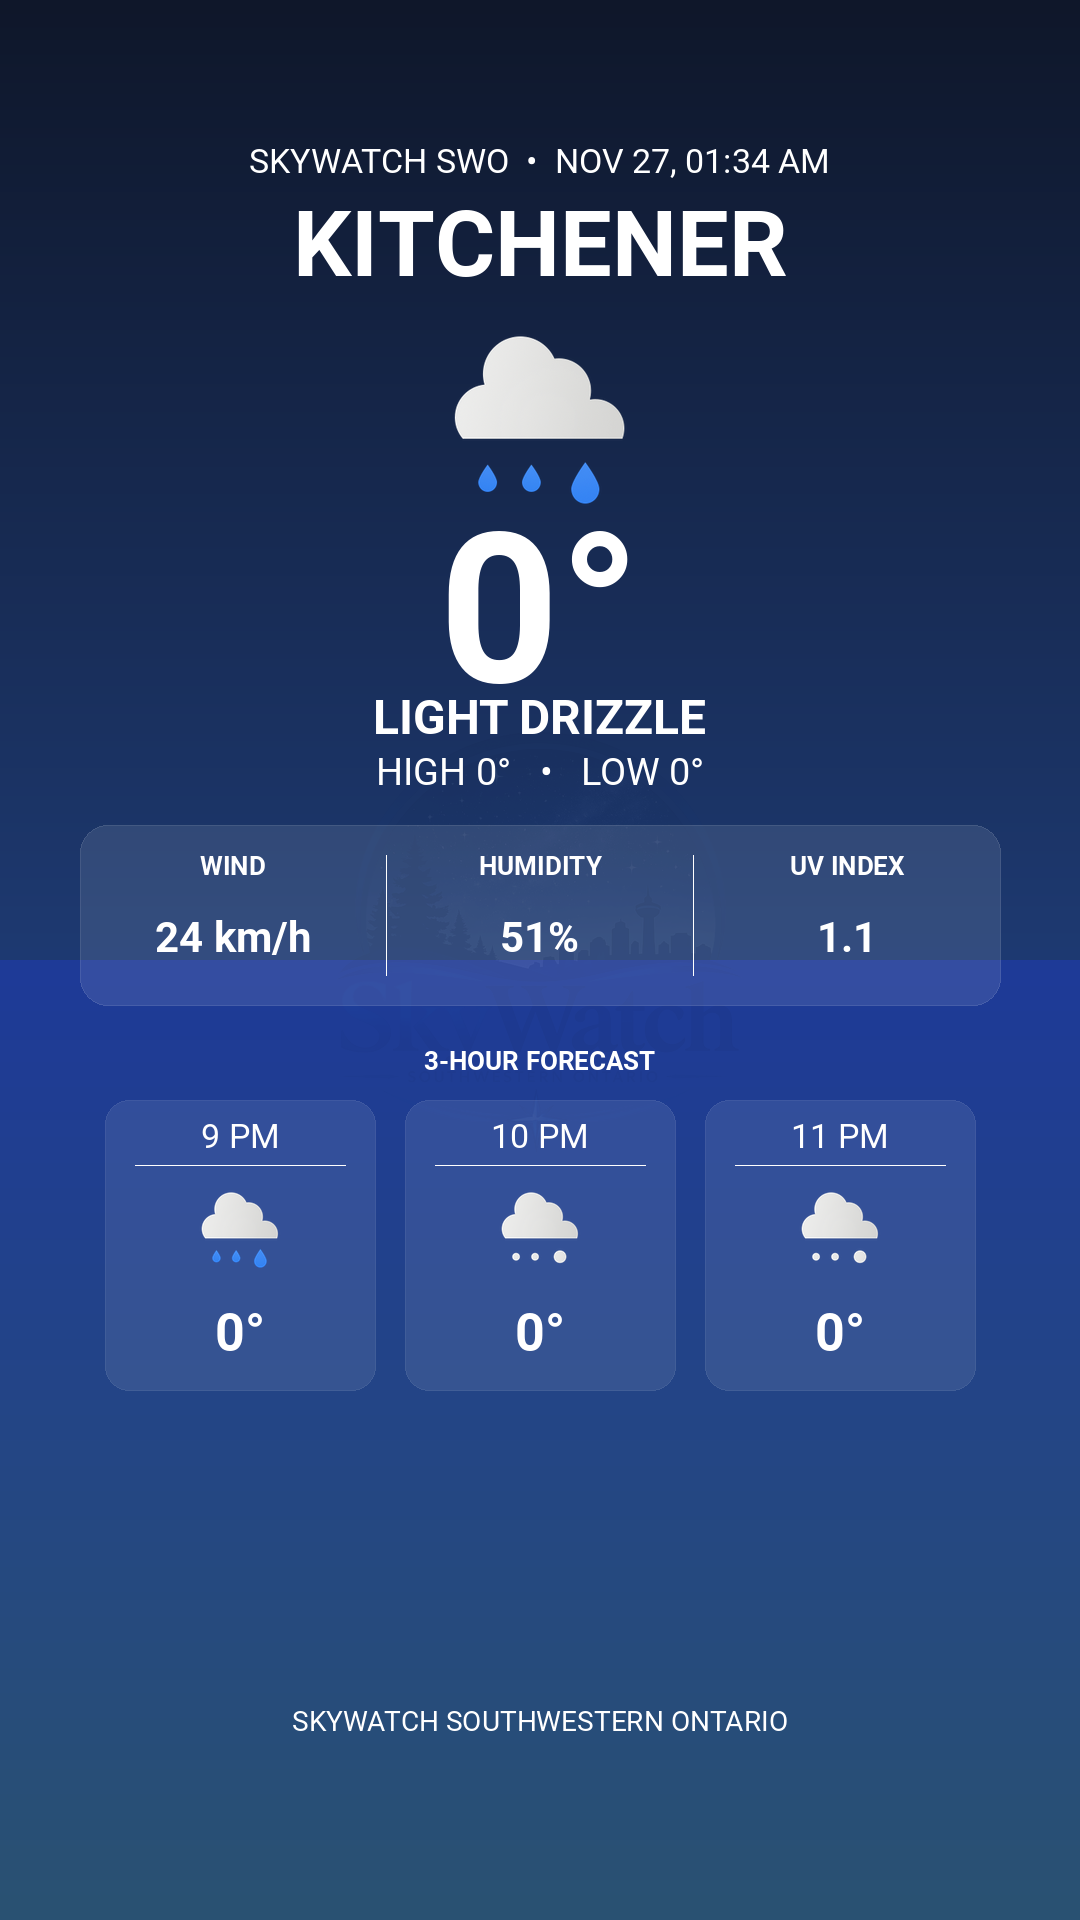 SKYWATCH SWO • NOV 27, 01:34 AM
KITCHENER
0°
LIGHT DRIZZLE
HIGH 0° • LOW 0°
WIND HUMIDITY UV INDEX
24 km/h 51% 1.1
SkyWatch
3-HOUR FORECAST
9 PM 10 PM 11 PM
0° 0° 0°
SKYWATCH SOUTHWESTERN ONTARIO